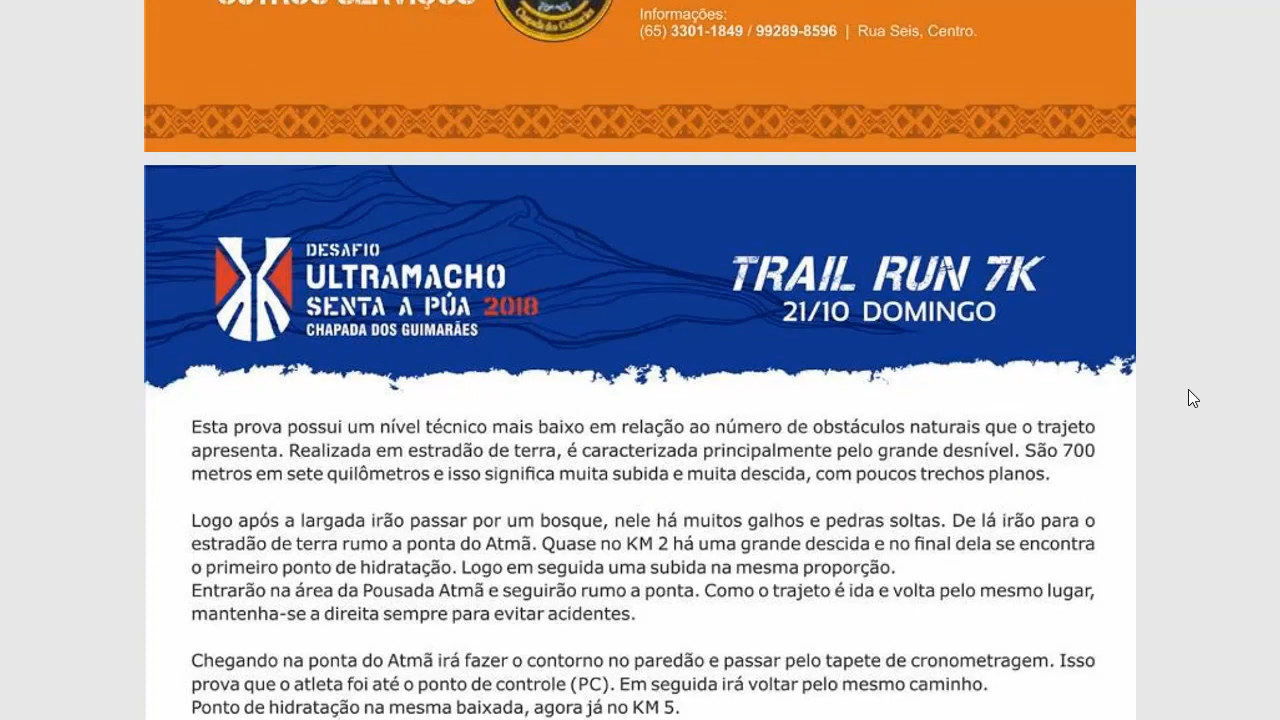 Informações:
(65) 3301-1849 / 99289-8596 | Rua Seis, Centro.
Chapada dos Guimarães
DESAFIO
ULTRAMACHO
SENTA A PÚA 2018
CHAPADA DOS GUIMARÃES
TRAIL RUN 7K
21/10 DOMINGO
Esta prova possui um nível técnico mais baixo em relação ao número de obstáculos naturais que o trajeto
apresenta. Realizada em estradão de terra, é caracterizada principalmente pelo grande desnível. São 700
metros em sete quilômetros e isso significa muita subida e muita descida, com poucos trechos planos.
Logo após a largada irão passar por um bosque, nele há muitos galhos e pedras soltas. De lá irão para o
estradão de terra rumo a ponta do Atmã. Quase no KM 2 há uma grande descida e no final dela se encontra
o primeiro ponto de hidratação. Logo em seguida uma subida na mesma proporção.
Entrarão na área da Pousada Atmã e seguirão rumo a ponta. Como o trajeto é ida e volta pelo mesmo lugar,
mantenha-se a direita sempre para evitar acidentes.
Chegando na ponta do Atmã irá fazer o contorno no paredão e passar pelo tapete de cronometragem. Isso
prova que o atleta foi até o ponto de controle (PC). Em seguida irá voltar pelo mesmo caminho.
Ponto de hidratação na mesma baixada, agora já no KM 5.